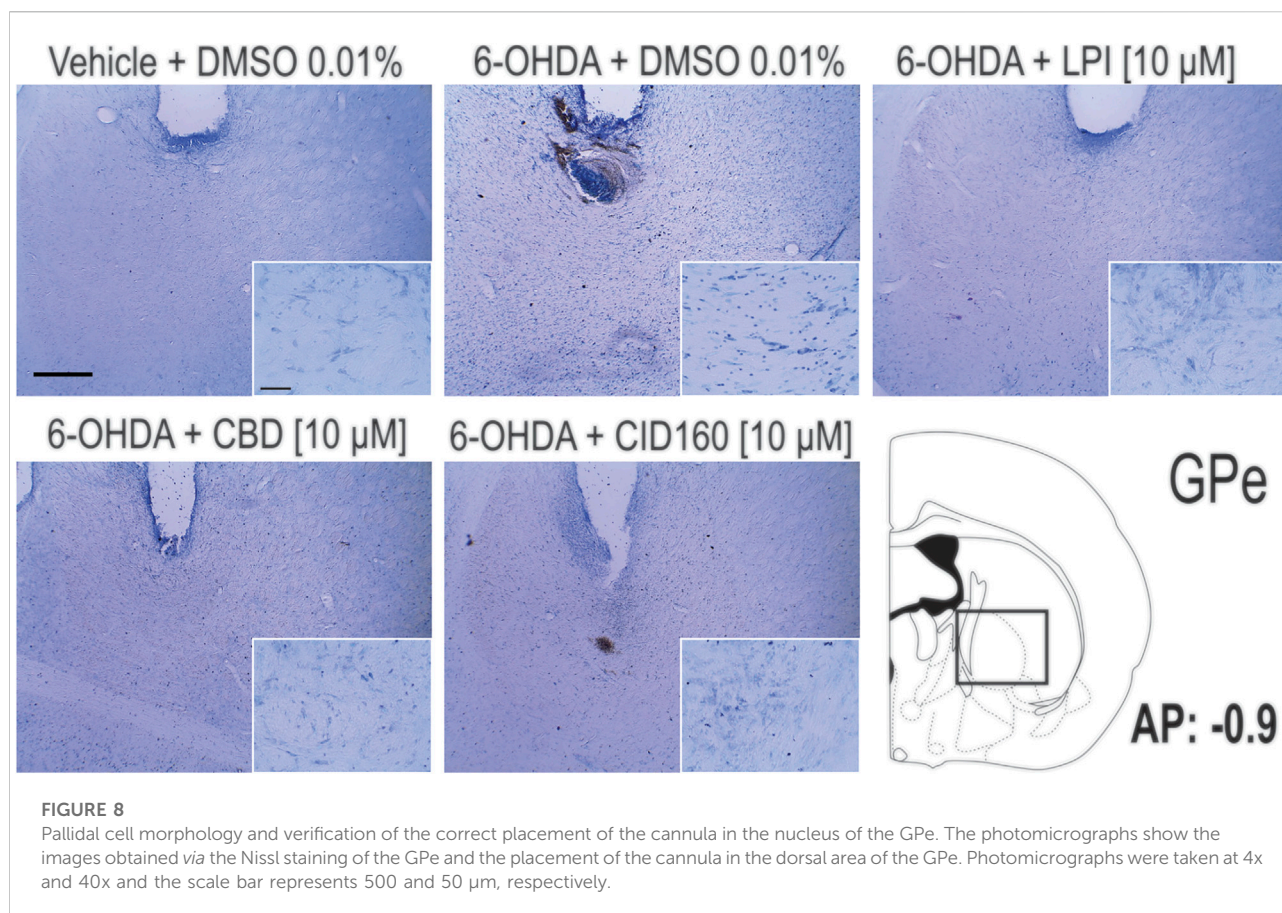 Vehicle + DMSO 0.01%
6-OHDA + DMSO 0.01%
6-OHDA + LPI [10 µM]
6-OHDA + CBD [10 µM]
6-OHDA + CID160 [10 µM]
GPe
AP: -0.9
FIGURE 8
Pallidal cell morphology and verification of the correct placement of the cannula in the nucleus of the GPe. The photomicrographs show the
images obtained via the Nissl staining of the GPe and the placement of the cannula in the dorsal area of the GPe. Photomicrographs were taken at 4x
and 40x and the scale bar represents 500 and 50 µm, respectively.